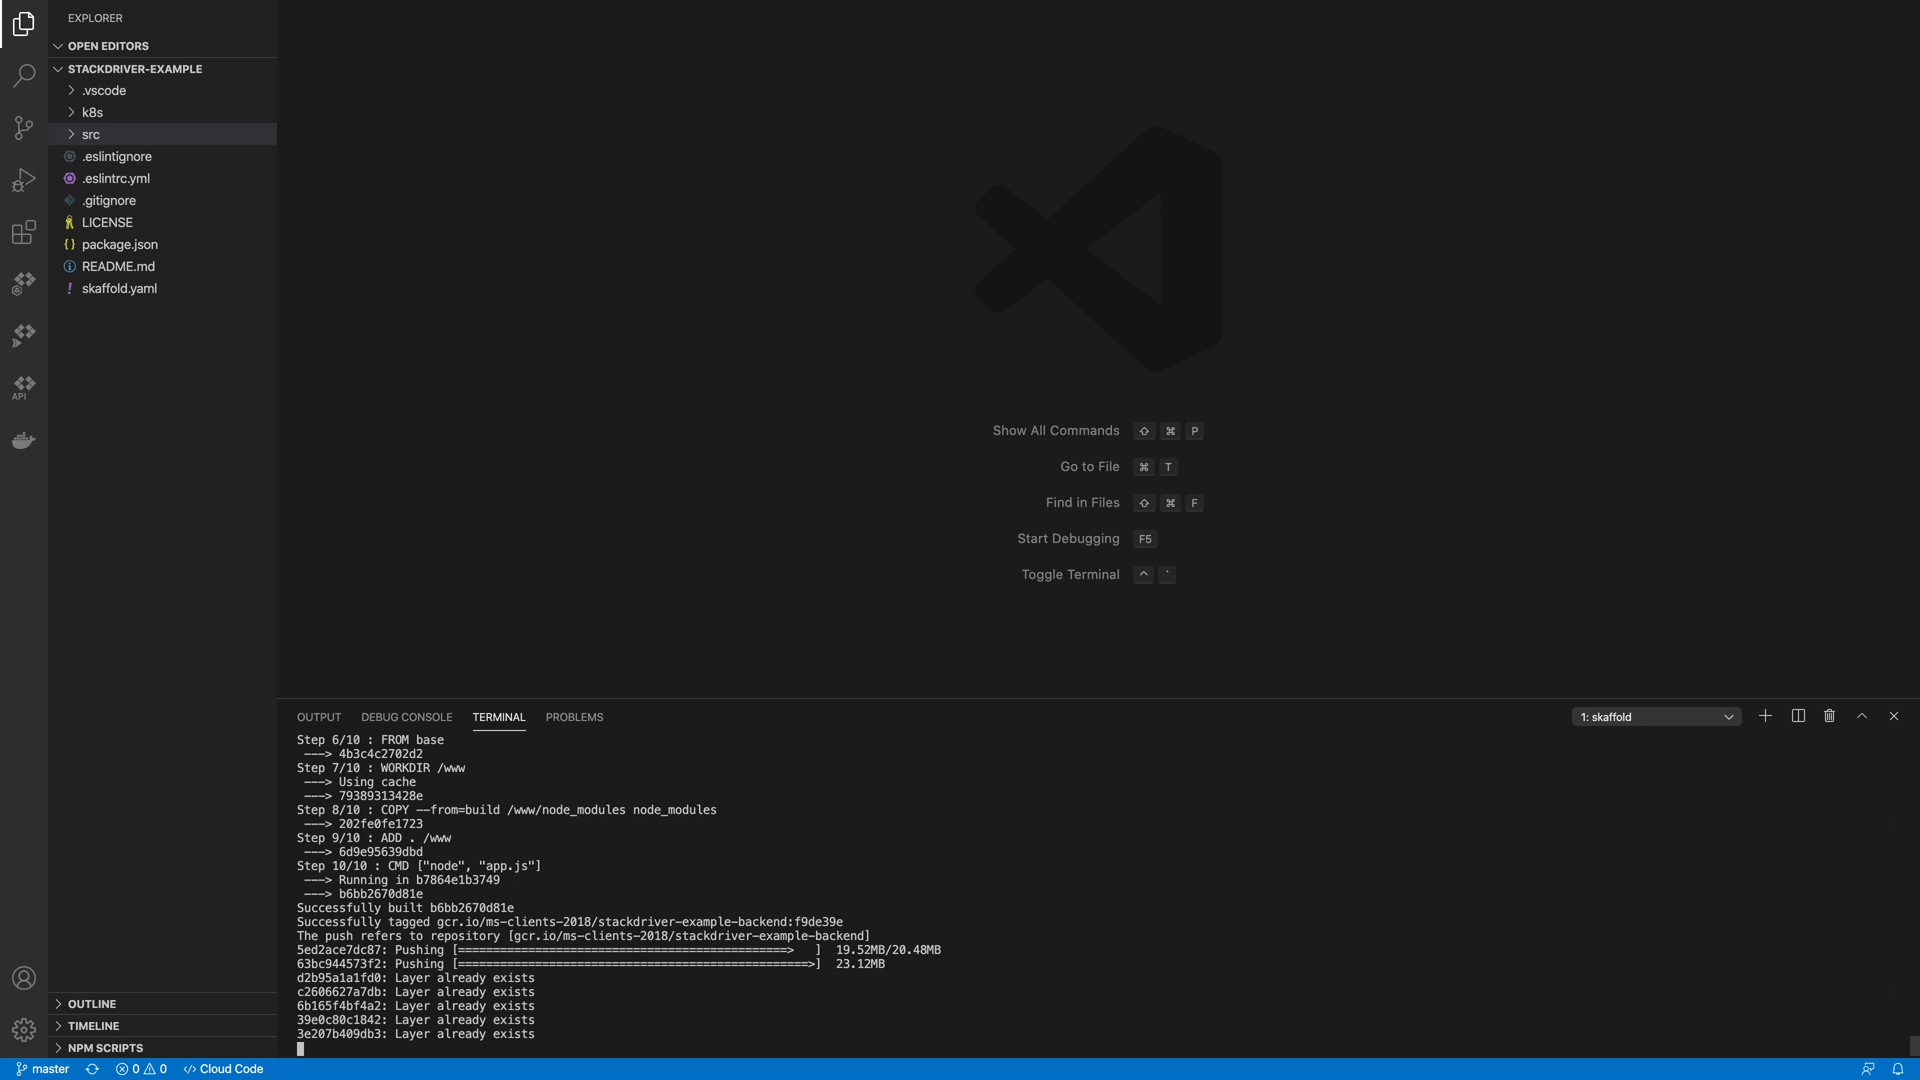 EXPLORER
OPEN EDITORS
STACKDRIVER-EXAMPLE
.vscode
k8s
src
.eslintignore
.eslintrc.yml
.gitignore
LICENSE
{} package.json
README.md
! skaffold.yaml
API
OUTLINE
TIMELINE
NPM SCRIPTS
Show All Commands ⇧ ⌘ P
Go to File ⌘ T
Find in Files ⇧ ⌘ F
Start Debugging F5
Toggle Terminal ^ `
OUTPUT DEBUG CONSOLE TERMINAL PROBLEMS
1: skaffold
Step 6/10 : FROM base
---> 4b3c4c2702d2
Step 7/10 : WORKDIR /www
---> Using cache
---> 79389313428e
Step 8/10 : COPY --from=build /www/node_modules node_modules
---> 202fe0fe1723
Step 9/10 : ADD . /www
---> 6d9e95639dbd
Step 10/10 : CMD ["node", "app.js"]
---> Running in b7864e1b3749
---> b6bb2670d81e
Successfully built b6bb2670d81e
Successfully tagged gcr.io/ms-clients-2018/stackdriver-example-backend:f9de39e
The push refers to repository [gcr.io/ms-clients-2018/stackdriver-example-backend]
5ed2ace7dc87: Pushing [===============================================>   ] 19.52MB/20.48MB
63bc944573f2: Pushing [==================================================>] 23.12MB
d2b95a1a1fd0: Layer already exists
c2606627a7db: Layer already exists
6b165f4bf4a2: Layer already exists
39e0c80c1842: Layer already exists
3e207b409db3: Layer already exists
master 0 0 </> Cloud Code